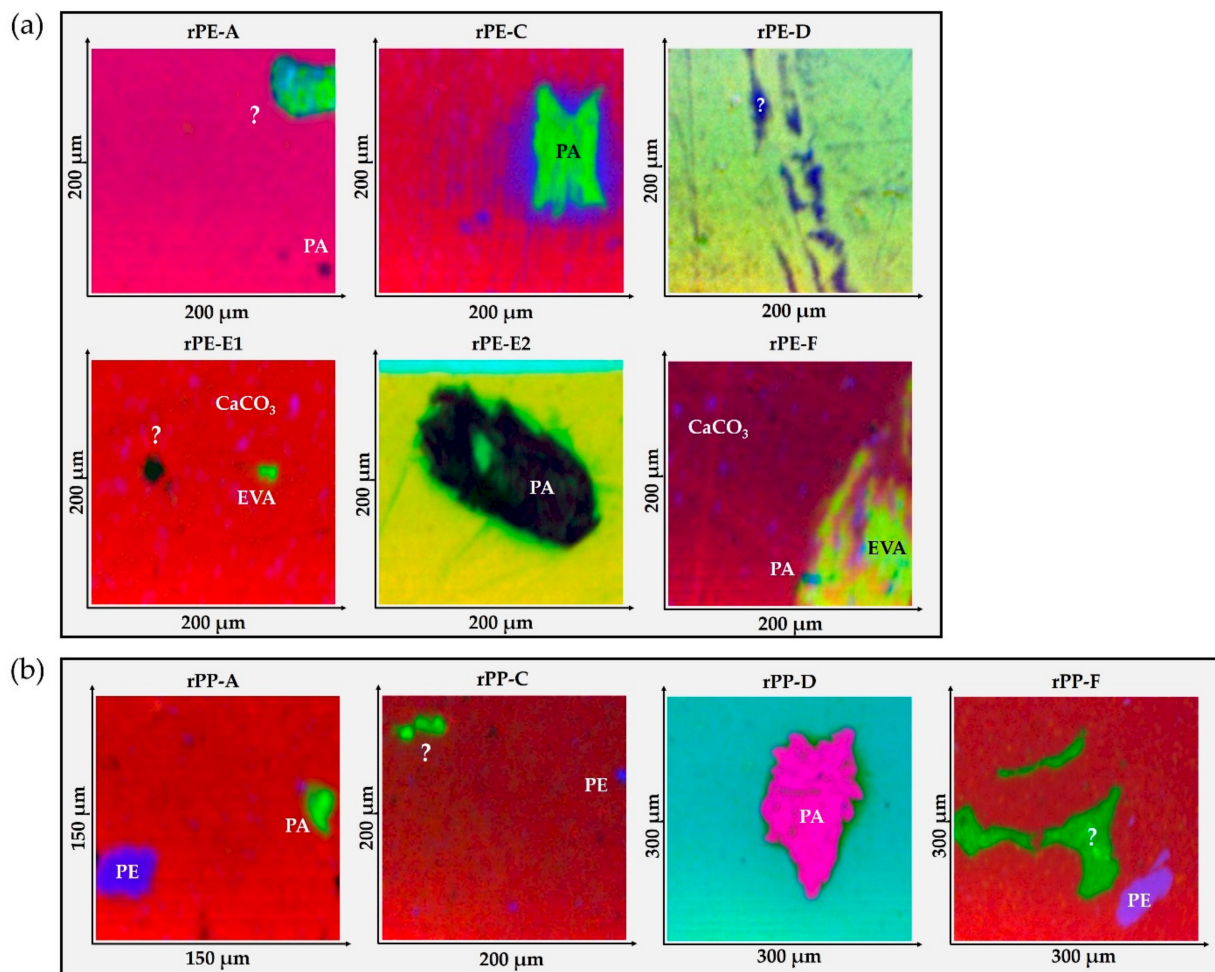 (a)
rPE-A
rPE-C
rPE-D
200 µm
?
PA
200 µm
200 µm
PA
200 µm
200 µm
?
200 µm
rPE-E1
rPE-E2
rPE-F
200 µm
CaCO₃
?
EVA
200 µm
200 µm
PA
200 µm
200 µm
CaCO₃
EVA
PA
200 µm
(b)
rPP-A
rPP-C
rPP-D
rPP-F
150 µm
PA
PE
150 µm
200 µm
?
PE
200 µm
300 µm
PA
300 µm
300 µm
?
PE
300 µm